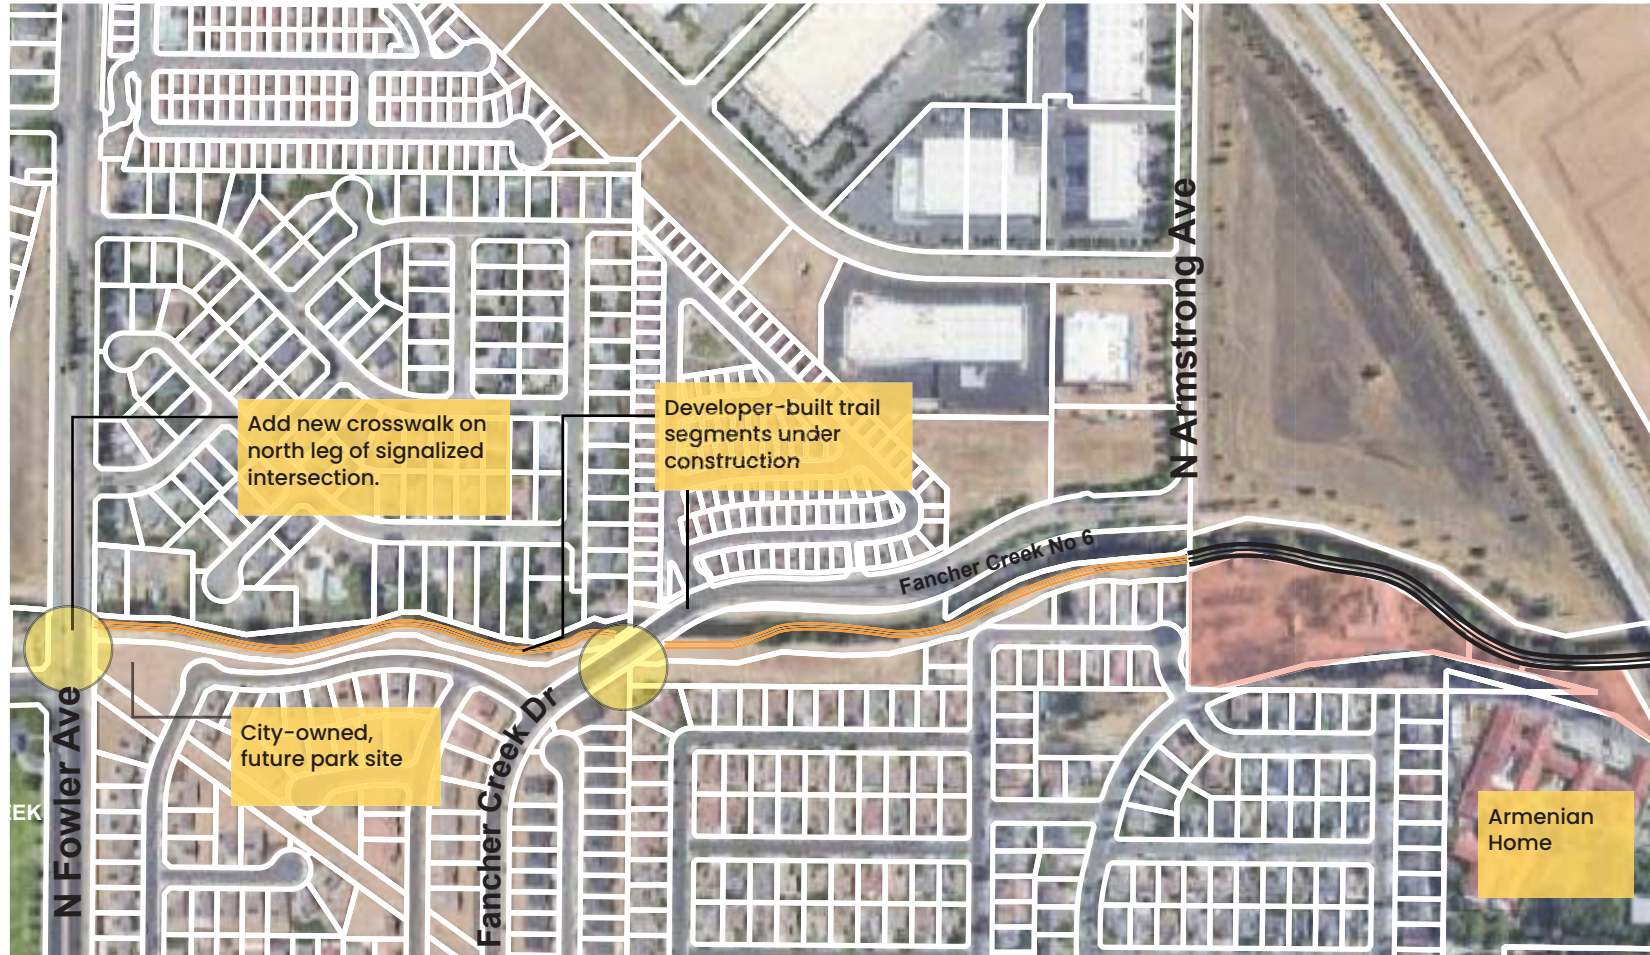 Add new crosswalk on
north leg of signalized
intersection.
Developer-built trail
segments under
construction
N Armstrong Ave
Fancher Creek No 6
City-owned,
future park site
N Fowler Ave
Fancher Creek Dr
EEK
Armenian
Home